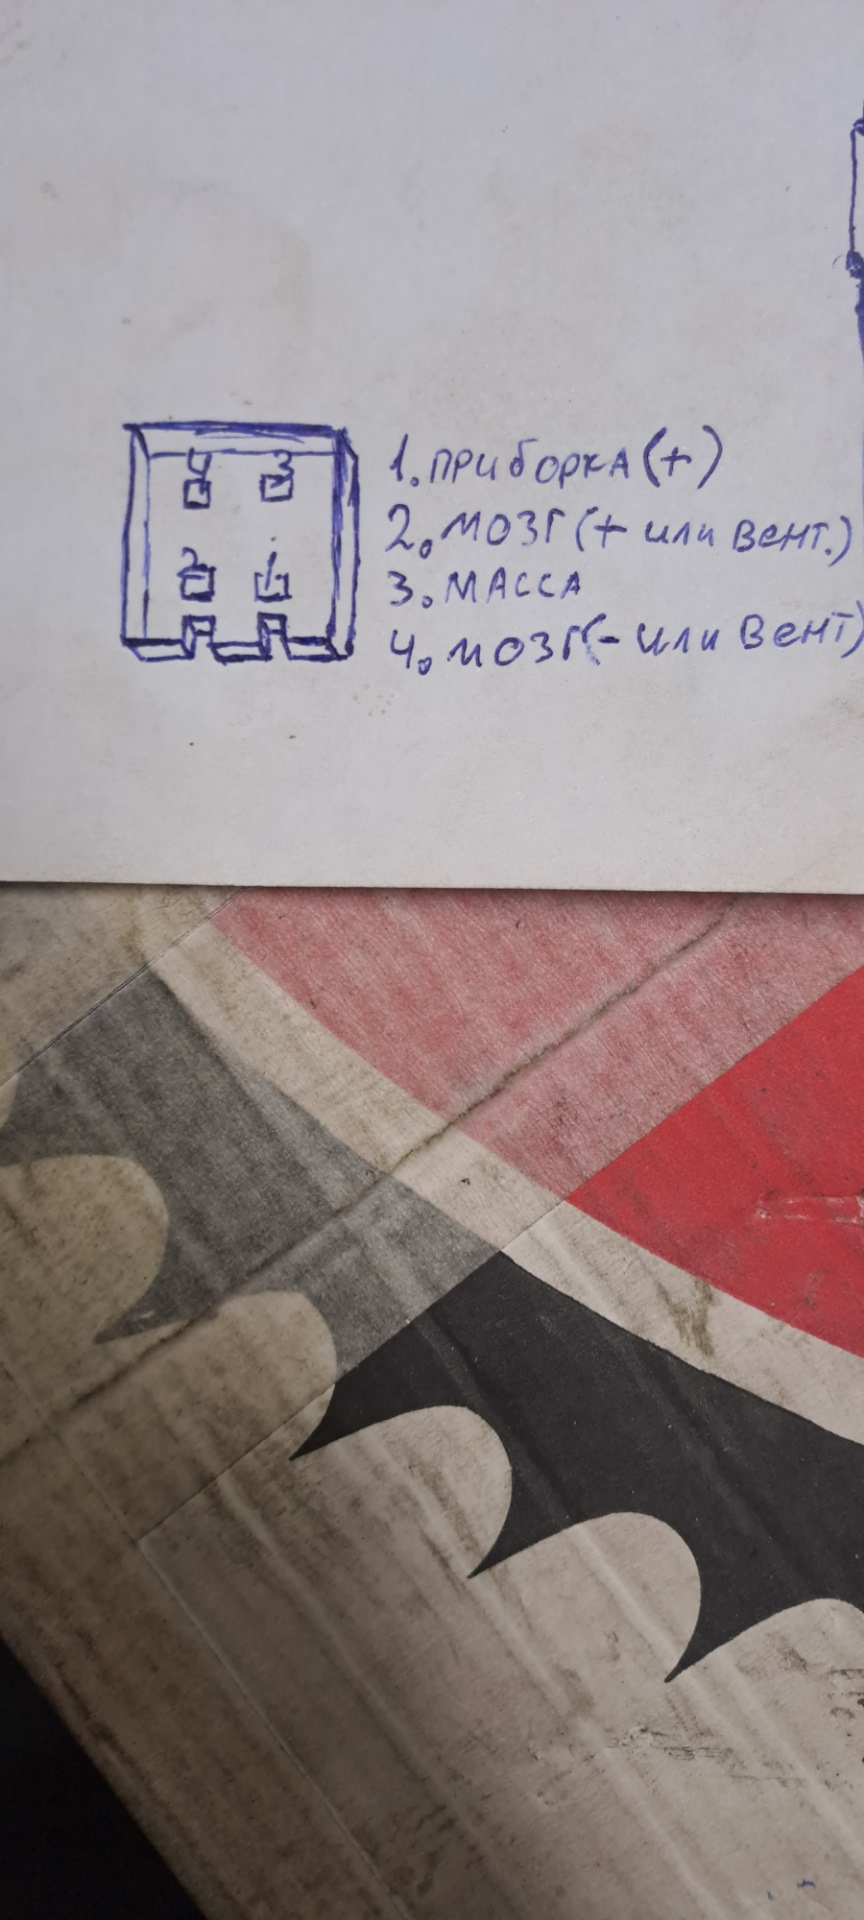 4 3
2 1
1. ПРИБОРКА (+)
2. МОЗГ (+ или Вент.)
3. МАССА
4. МОЗГ(- или Вент)